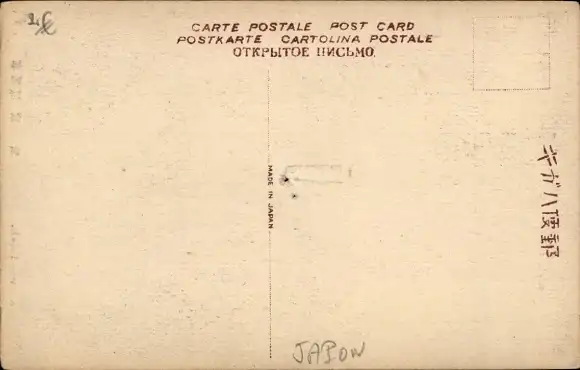 CARTE POSTALE POST CARD
POSTKARTE CARTOLINA POSTALE
ОТКРЫТОЕ ПИСЬМО.
MADE IN JAPAN
キガハ便郵
JAPON